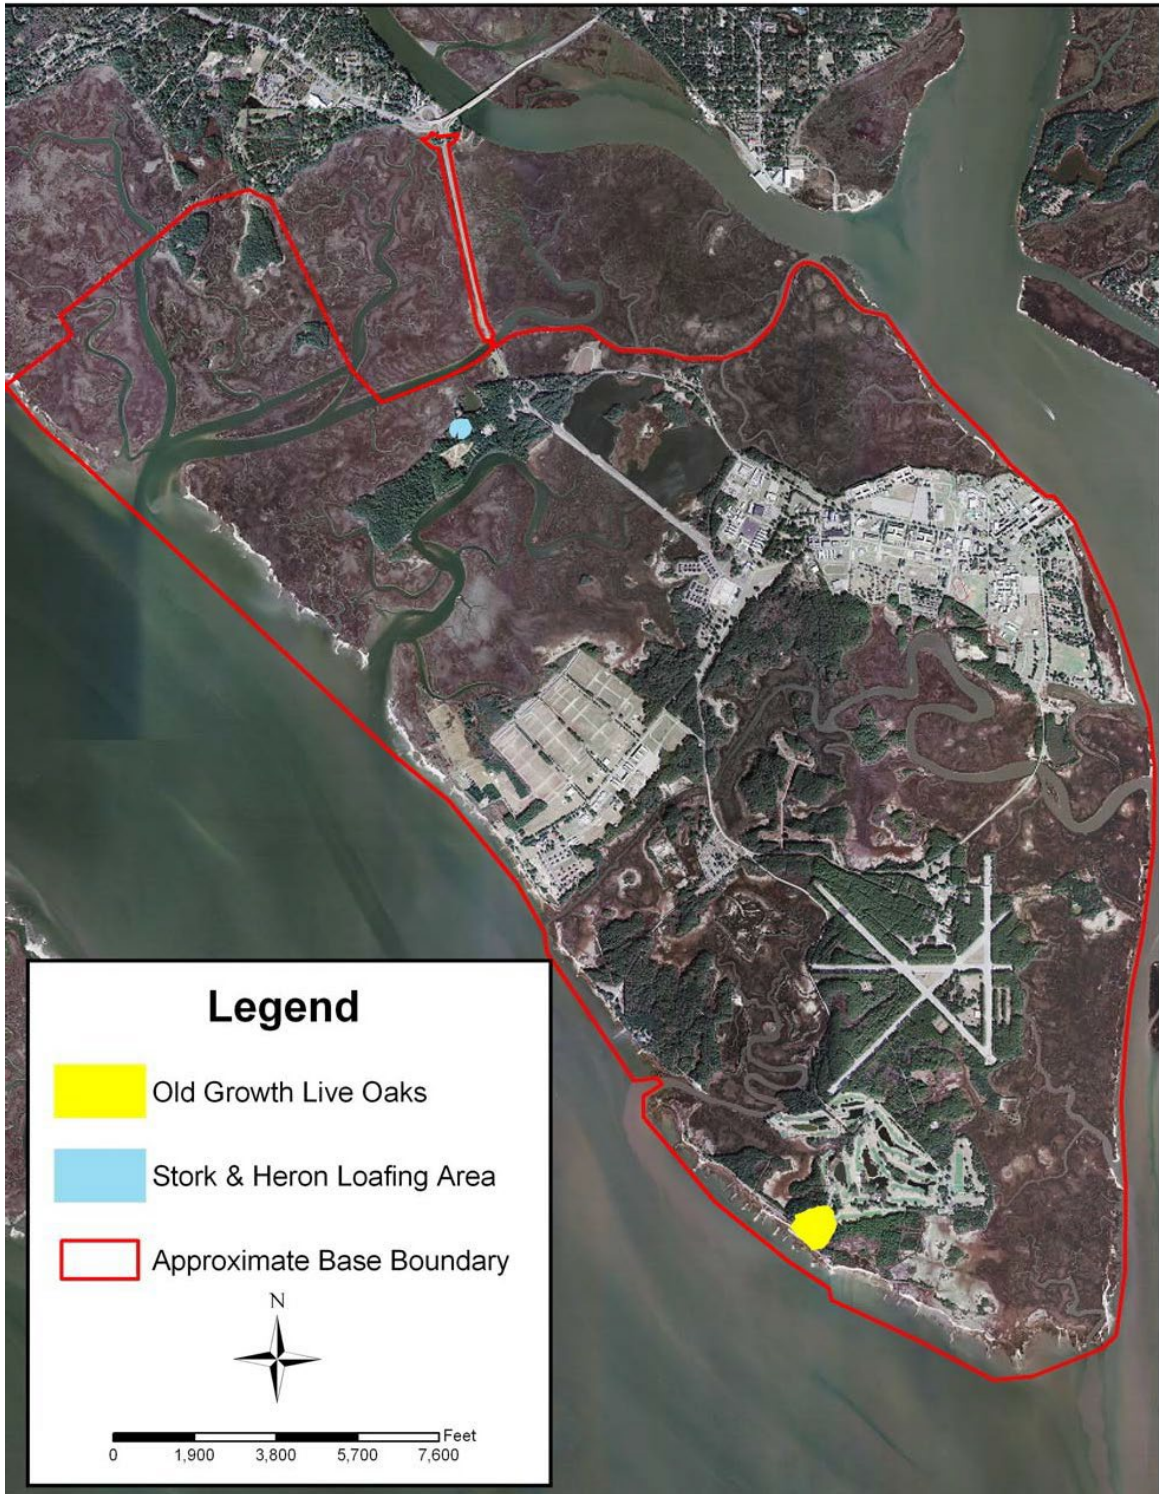 Legend
Old Growth Live Oaks
Stork & Heron Loafing Area
Approximate Base Boundary
N
Feet
0 1,900 3,800 5,700 7,600